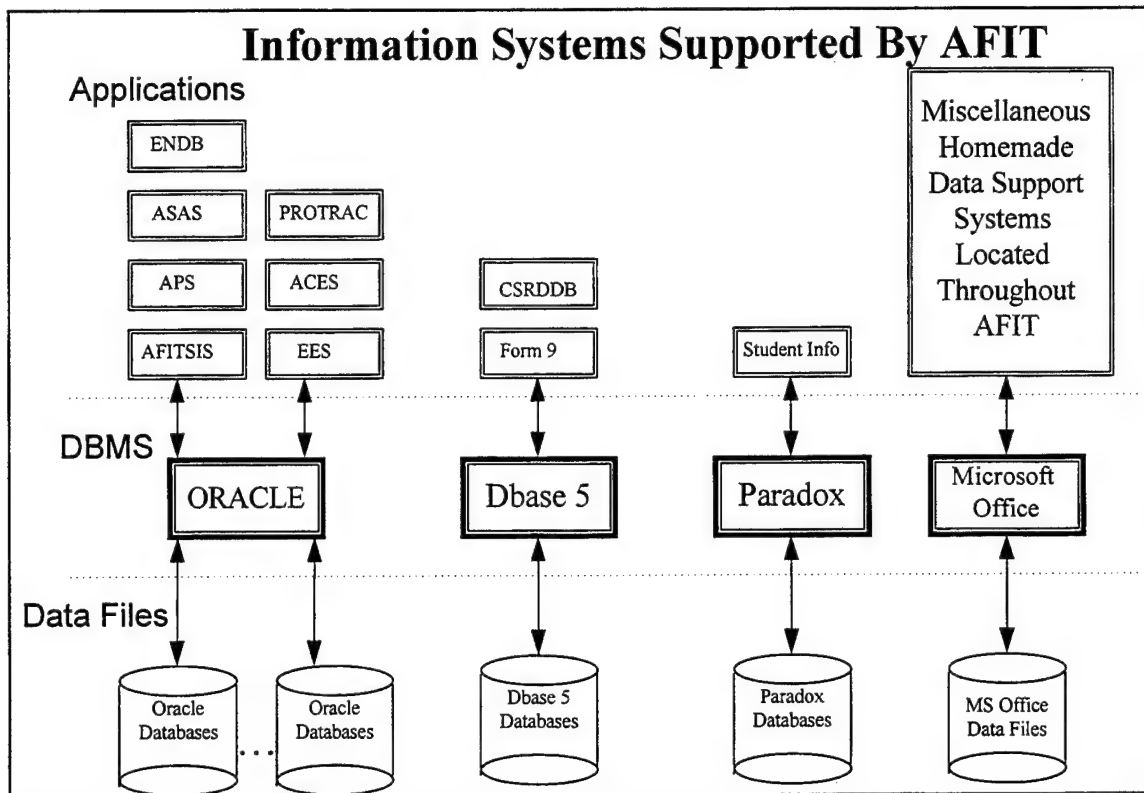 Information Systems Supported By AFIT
Applications
ENDB
ASAS
PROTRAC
APS
ACES
CSRDDB
AFITSIS
EES
Form 9
Student Info
Miscellaneous
Homemade
Data Support
Systems
Located
Throughout
AFIT
DBMS
ORACLE
Dbase 5
Paradox
Microsoft
Office
Data Files
Oracle
Databases
....
Oracle
Databases
Dbase 5
Databases
Paradox
Databases
MS Office
Data Files